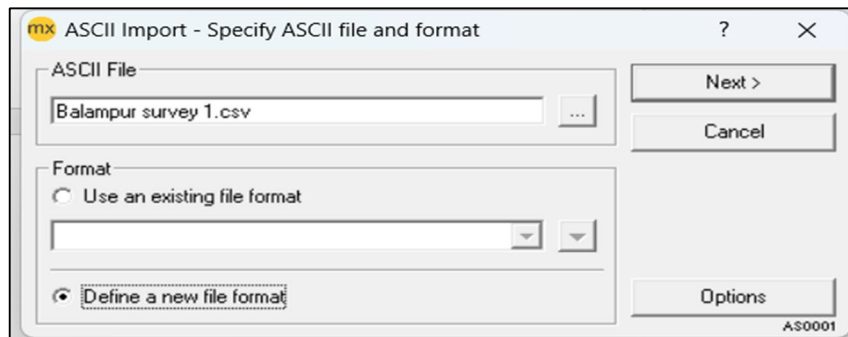 mx ASCII Import - Specify ASCII file and format ? ×
ASCII File
Balampur survey 1.csv ...
Next >
Cancel
Format
Use an existing file format
Define a new file format
Options
AS0001